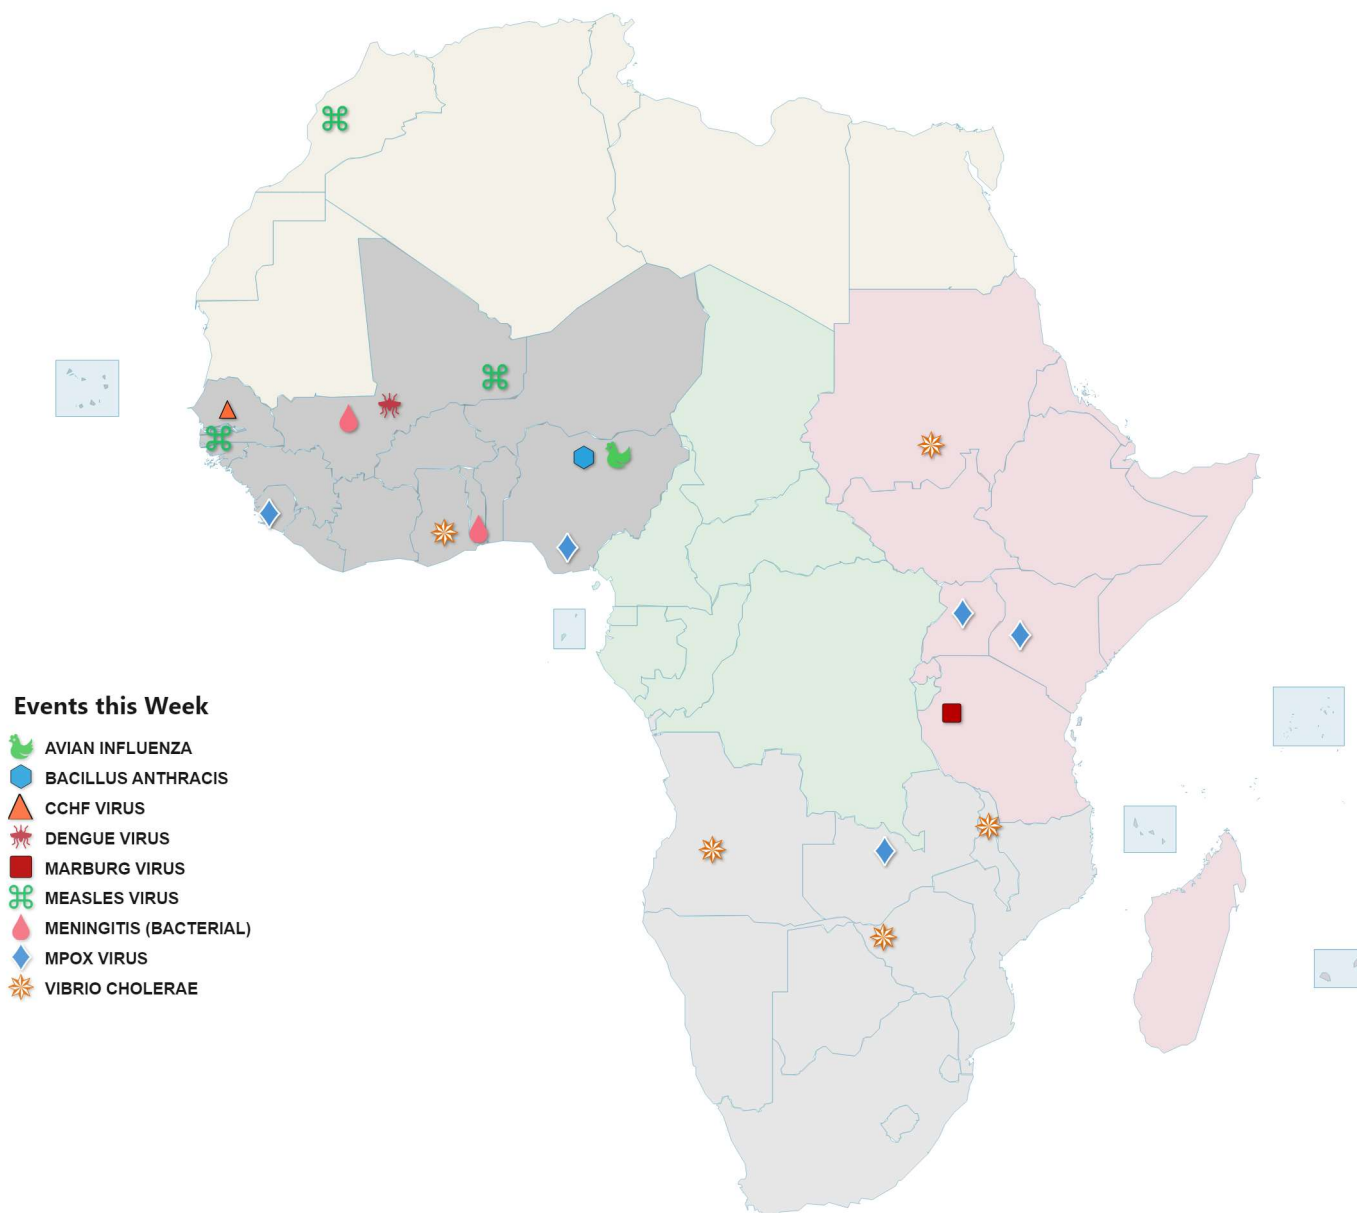 Events this Week
AVIAN INFLUENZA
BACILLUS ANTHRACIS
CCHF VIRUS
DENGUE VIRUS
MARBURG VIRUS
MEASLES VIRUS
MENINGITIS (BACTERIAL)
MPOX VIRUS
VIBRIO CHOLERAE